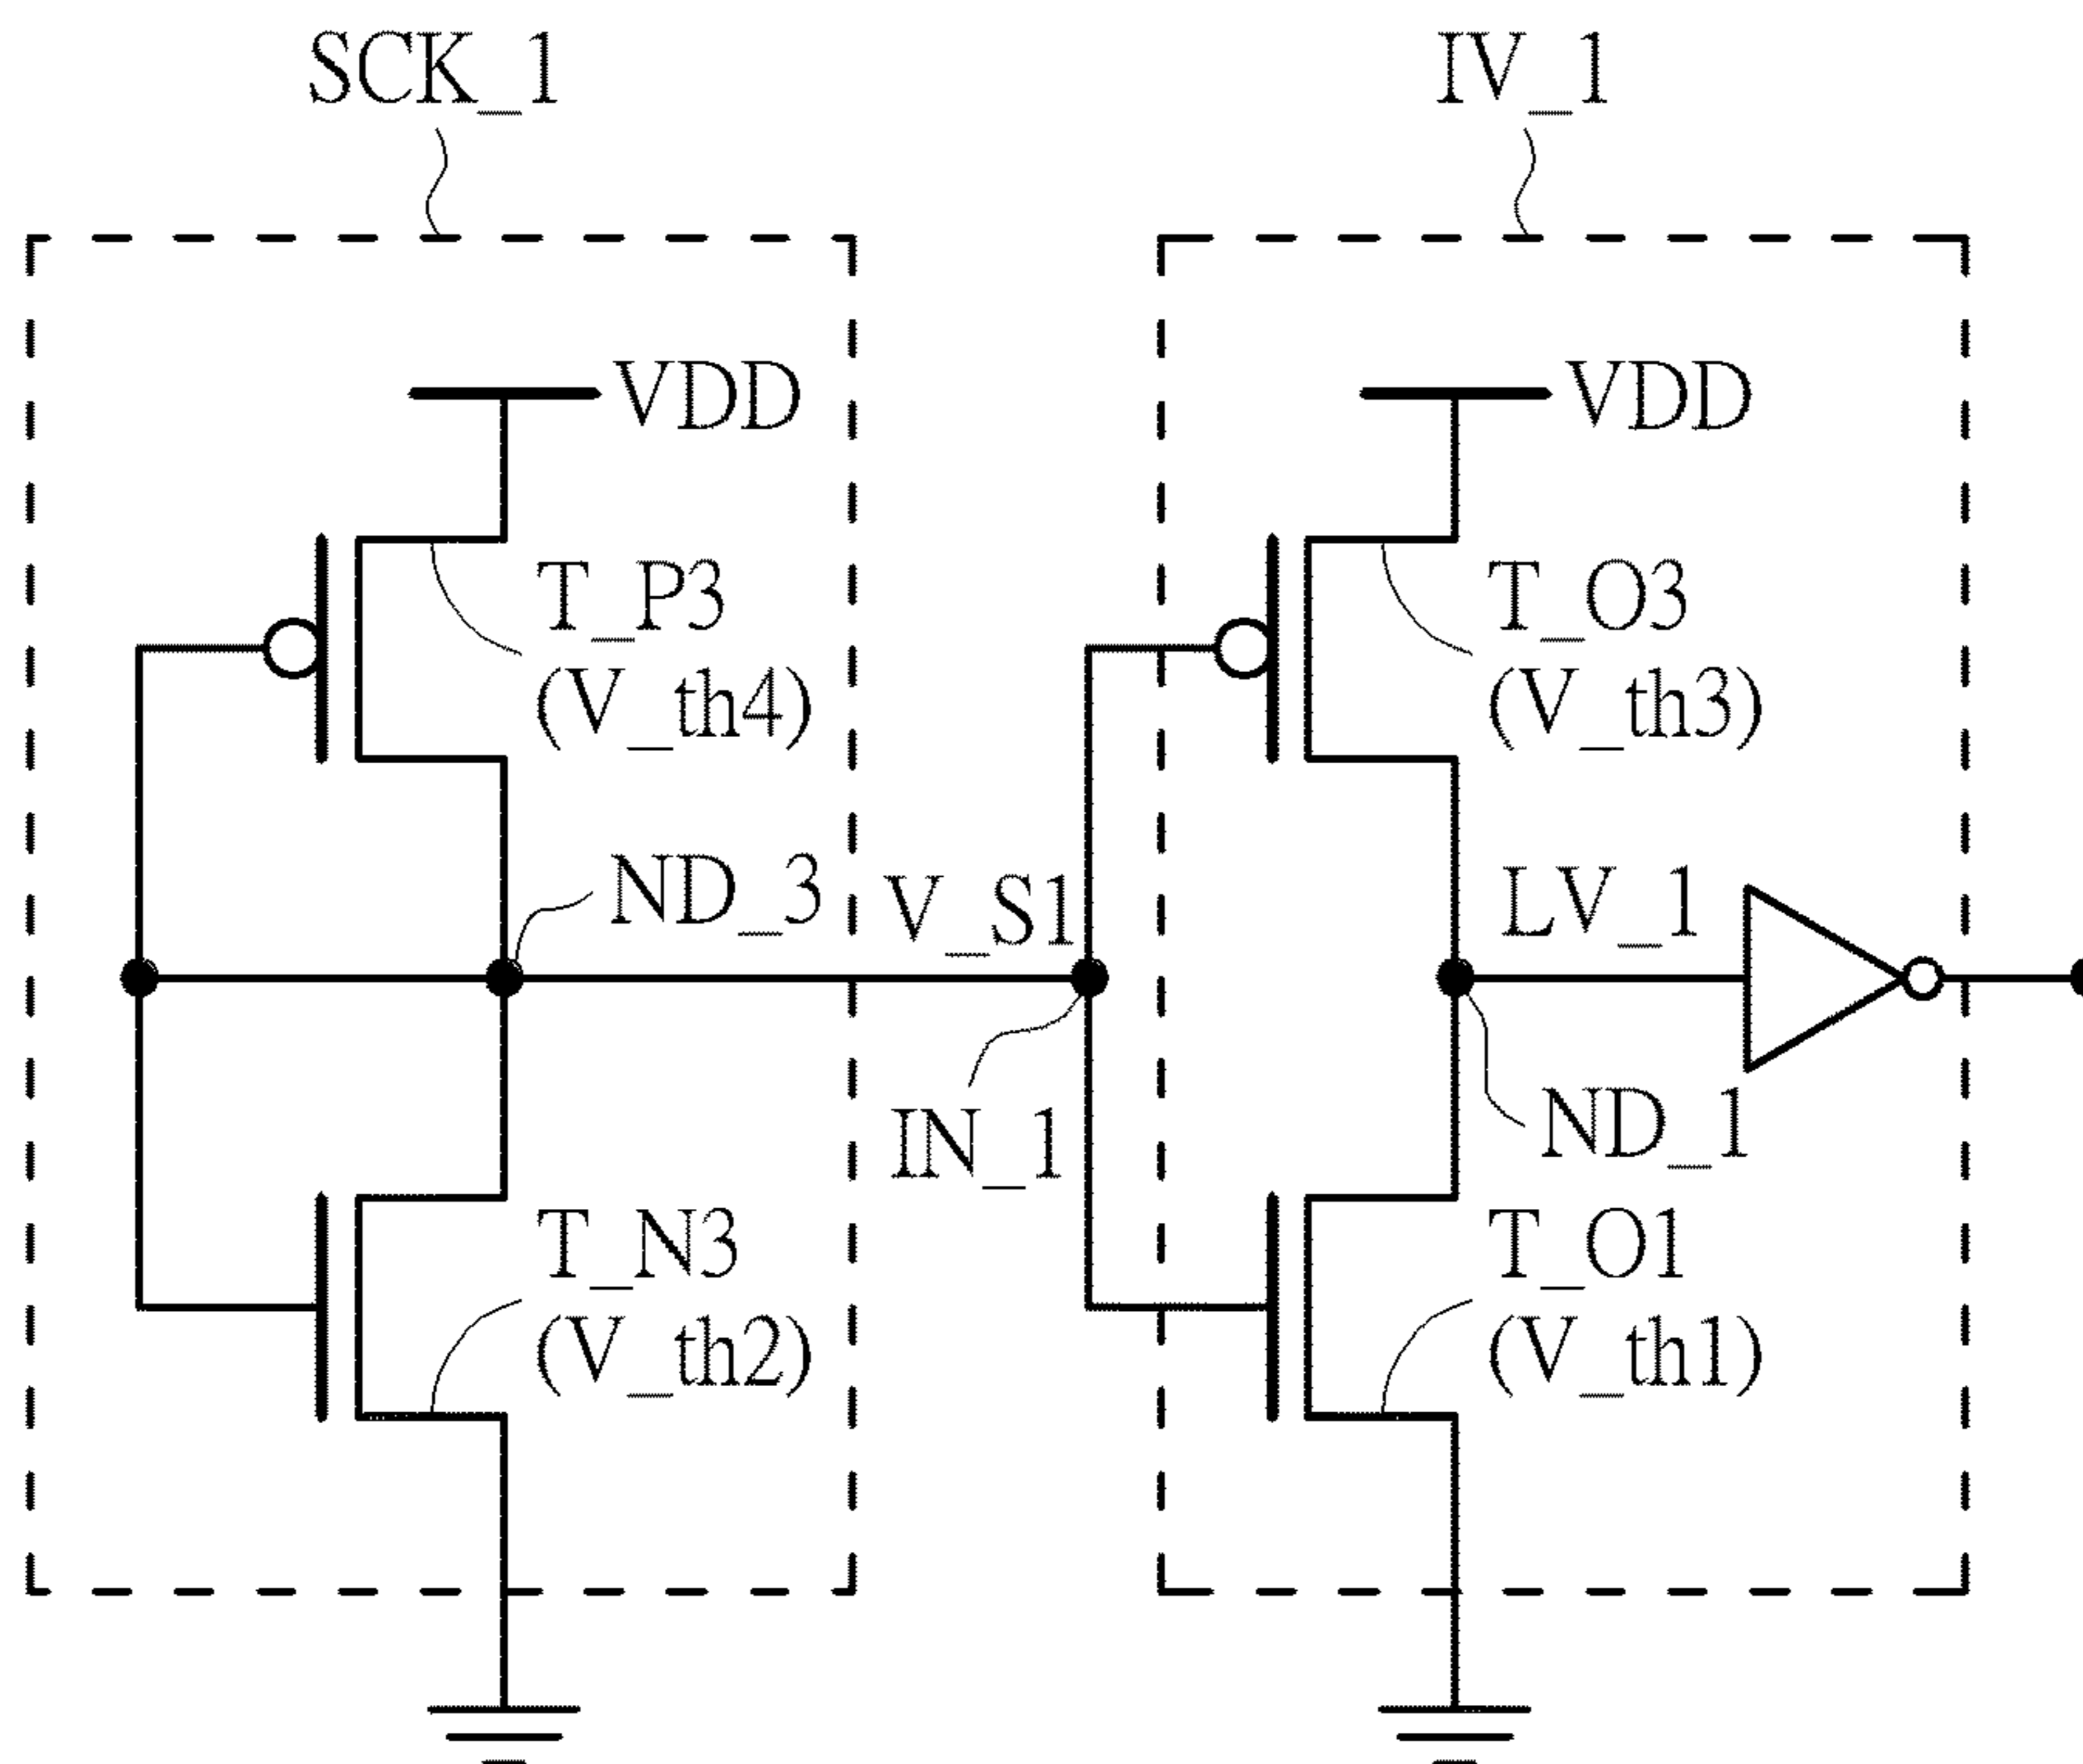 SCK_1
IV_1
VDD
VDD
T_P3
(V_th4)
T_O3
(V_th3)
ND_3
V_S1
LV_1
IN_1
ND_1
T_N3
(V_th2)
T_O1
(V_th1)